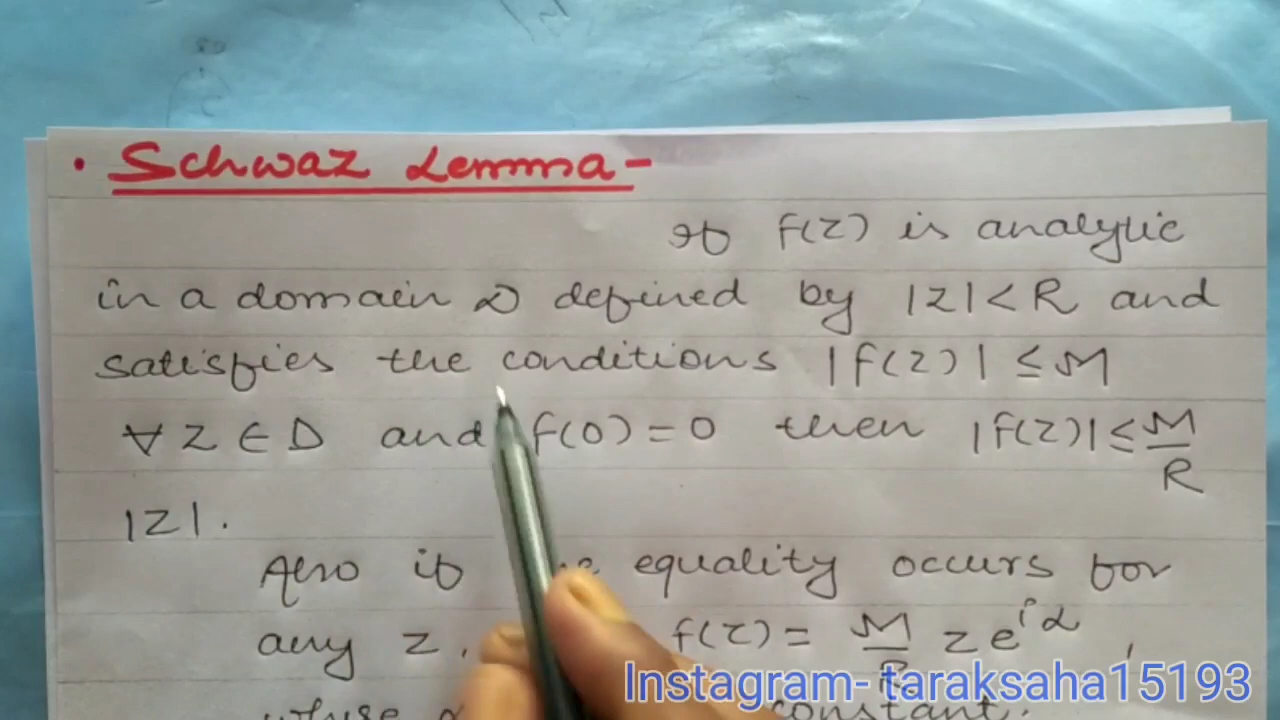 · Schwaz Lemma -
If f(z) is analytic
in a domain D defined by |z| < R and
satisfies the conditions |f(z)| ≤ M
∀ z ∈ D and f(0) = 0 then |f(z)| ≤ M/R
|z|.
Also if equality occurs for
any z, f(z) = M/R z e^{iα},
constant.
Instagram- taraksaha15193